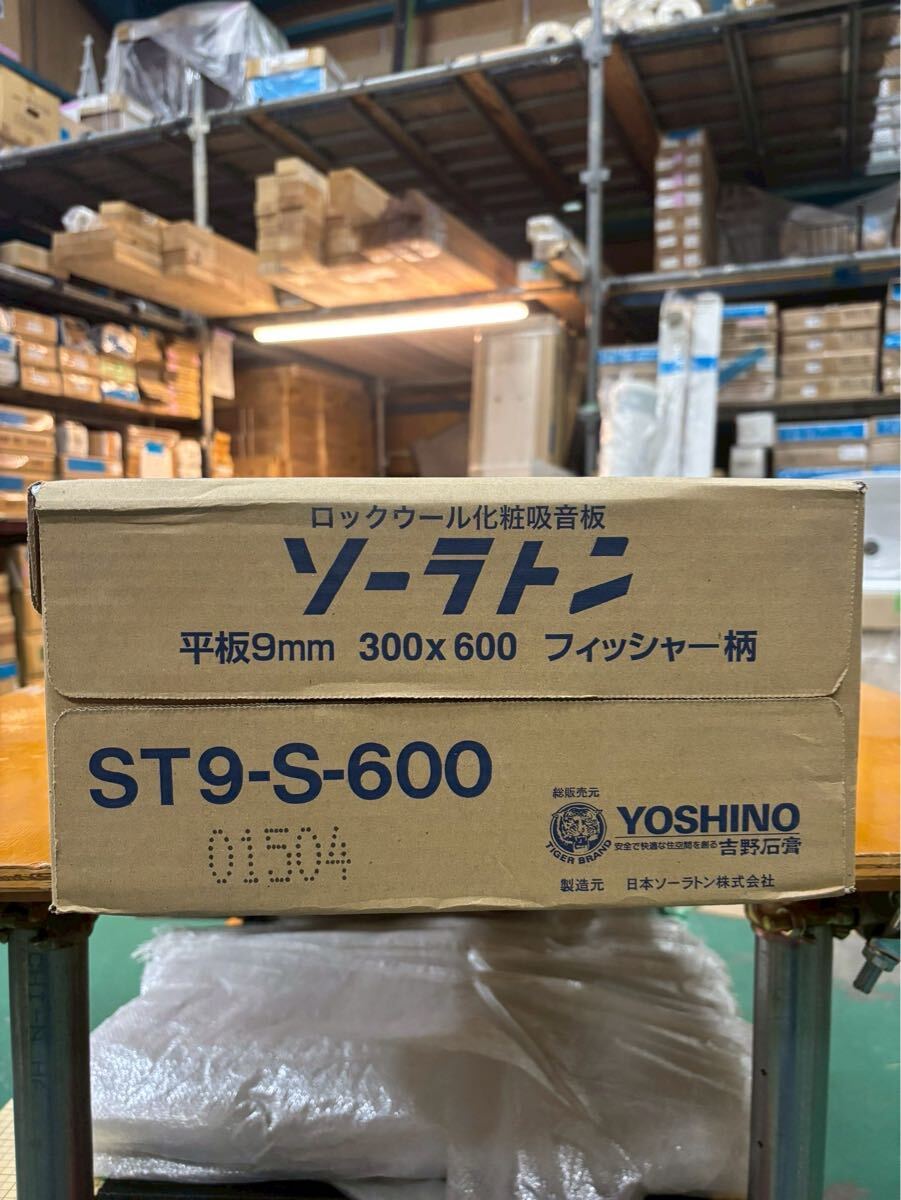 ロックウール化粧吸音板
ソーラトン
平板9mm 300x600 フィッシャー柄
ST9-S-600
01504
総販売元
TIGER BRAND
YOSHINO
安全で快適な住空間を創る 吉野石膏
製造元 日本ソーラトン株式会社